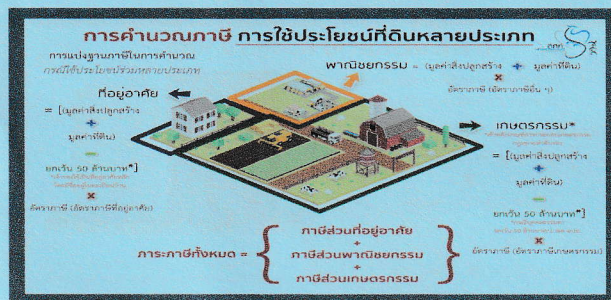 การคำนวณภาษี การใช้ประโยชน์ที่ดินหลายประเภท
การแบ่งฐานภาษีในการคำนวณ
กรณีใช้ประโยชน์ร่วมหลายประเภท
พาณิชยกรรม = (มูลค่าสิ่งปลูกสร้าง + มูลค่าที่ดิน)
×
อัตราภาษี (อัตราภาษีอื่น ๆ)
ที่อยู่อาศัย
= [(มูลค่าสิ่งปลูกสร้าง
+
มูลค่าที่ดิน)
-
ยกเว้น 50 ล้านบาท*]
×
อัตราภาษี (อัตราภาษีที่อยู่อาศัย)
เกษตรกรรม*
= [(มูลค่าสิ่งปลูกสร้าง
+
มูลค่าที่ดิน)
-
ยกเว้น 50 ล้านบาท*]
×
อัตราภาษี (อัตราภาษีเกษตรกรรม)
ภาระภาษีทั้งหมด = { ภาษีส่วนที่อยู่อาศัย
+
ภาษีส่วนพาณิชยกรรม
+
ภาษีส่วนเกษตรกรรม }